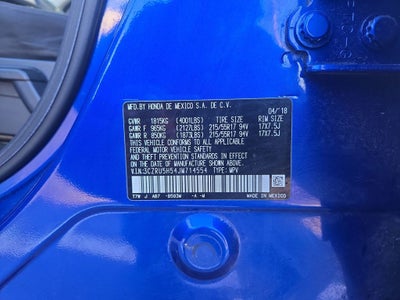 MFD.BY HONDA DE MEXICO S.A. DE C.V.
04/18
GVWR 1815KG (4001LBS) TIRE SIZE RIM SIZE
GAWR F 965KG (2127LBS) 215/55R17 94V 17X7.5J
GAWR R 850KG (1873LBS) 215/55R17 94V 17X7.5J
THIS VEHICLE CONFORMS TO ALL APPLICABLE
FEDERAL MOTOR VEHICLE SAFETY AND
THEFT PREVENTION STANDARDS IN EFFECT
ON THE DATE OF MANUFACTURE SHOWN ABOVE.
V.I.N:3CZRU5H54JM714554 TYPE: MPV
T7W J AB7 -A -M
MADE IN MEXICO